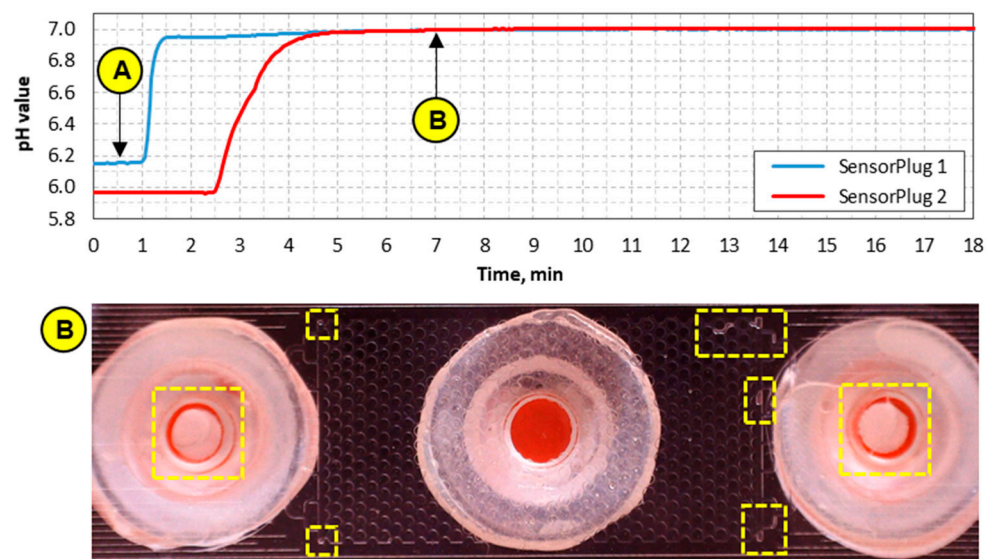 7.0
6.8
6.6
6.4
6.2
6.0
5.8
pH value
A
B
SensorPlug 1
SensorPlug 2
0 1 2 3 4 5 6 7 8 9 10 11 12 13 14 15 16 17 18
Time, min
B